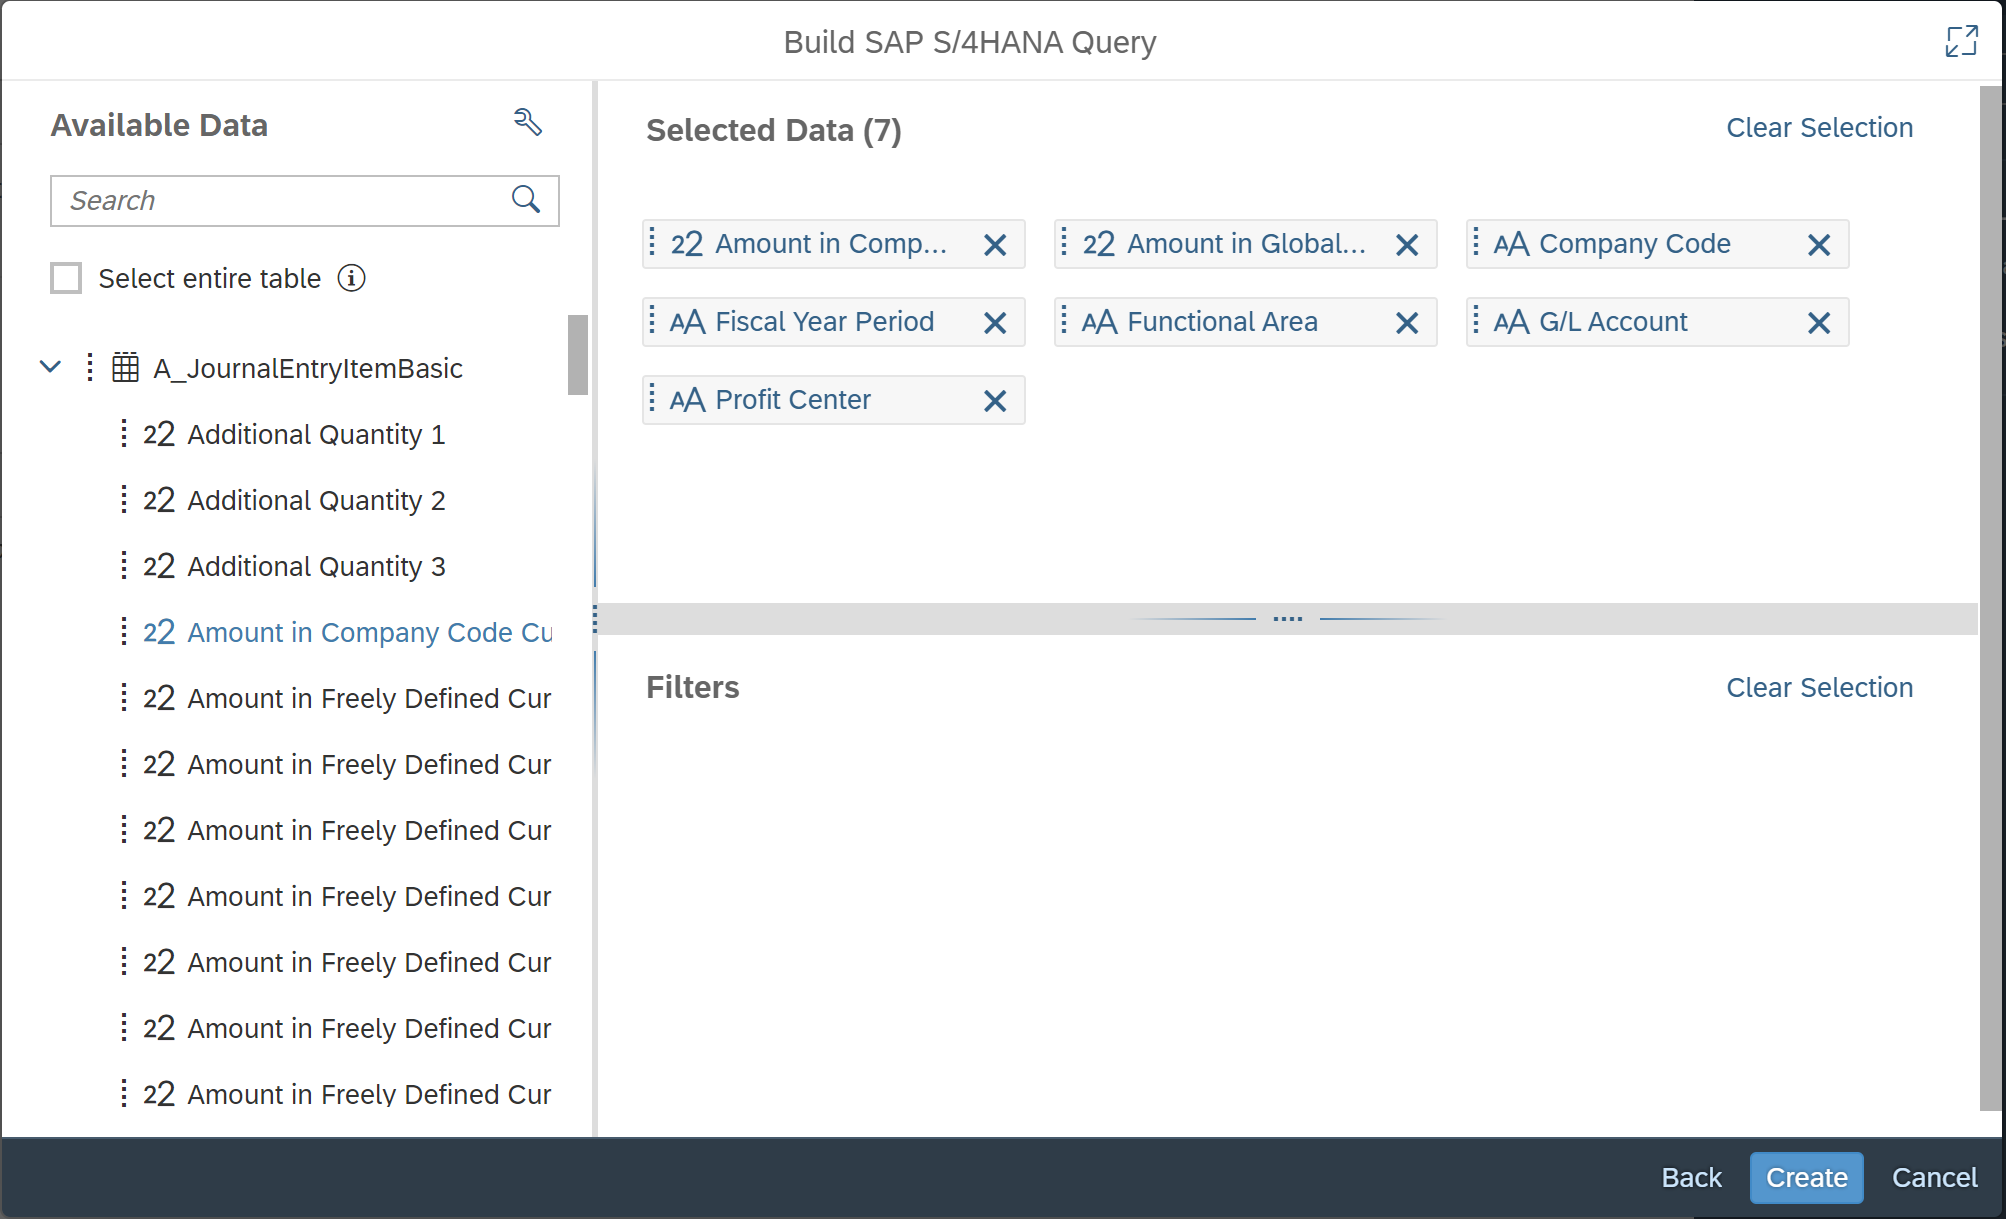 Build SAP S/4HANA Query
Available Data
Search
Select entire table
A_JournalEntryItemBasic
22 Additional Quantity 1
22 Additional Quantity 2
22 Additional Quantity 3
22 Amount in Company Code Cu
22 Amount in Freely Defined Cur
22 Amount in Freely Defined Cur
22 Amount in Freely Defined Cur
22 Amount in Freely Defined Cur
22 Amount in Freely Defined Cur
22 Amount in Freely Defined Cur
22 Amount in Freely Defined Cur
Selected Data (7)
Clear Selection
22 Amount in Comp...
22 Amount in Global...
AA Company Code
AA Fiscal Year Period
AA Functional Area
AA G/L Account
AA Profit Center
Filters
Clear Selection
Back
Create
Cancel